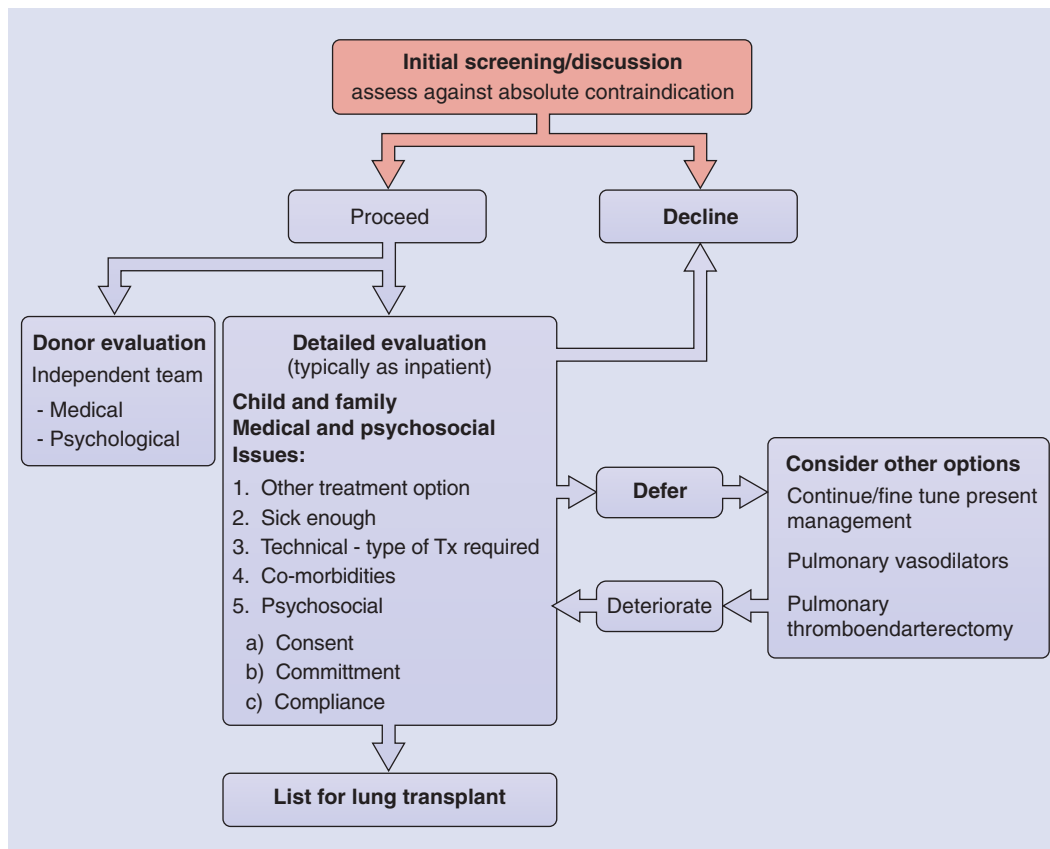 Initial screening/discussion
assess against absolute contraindication
Proceed
Decline
Donor evaluation
Independent team
- Medical
- Psychological
Detailed evaluation
(typically as inpatient)
Child and family
Medical and psychosocial
Issues:
1. Other treatment option
2. Sick enough
3. Technical - type of Tx required
4. Co-morbidities
5. Psychosocial
a) Consent
b) Committment
c) Compliance
Defer
Deteriorate
Consider other options
Continue/fine tune present
management
Pulmonary vasodilators
Pulmonary
thromboendarterectomy
List for lung transplant